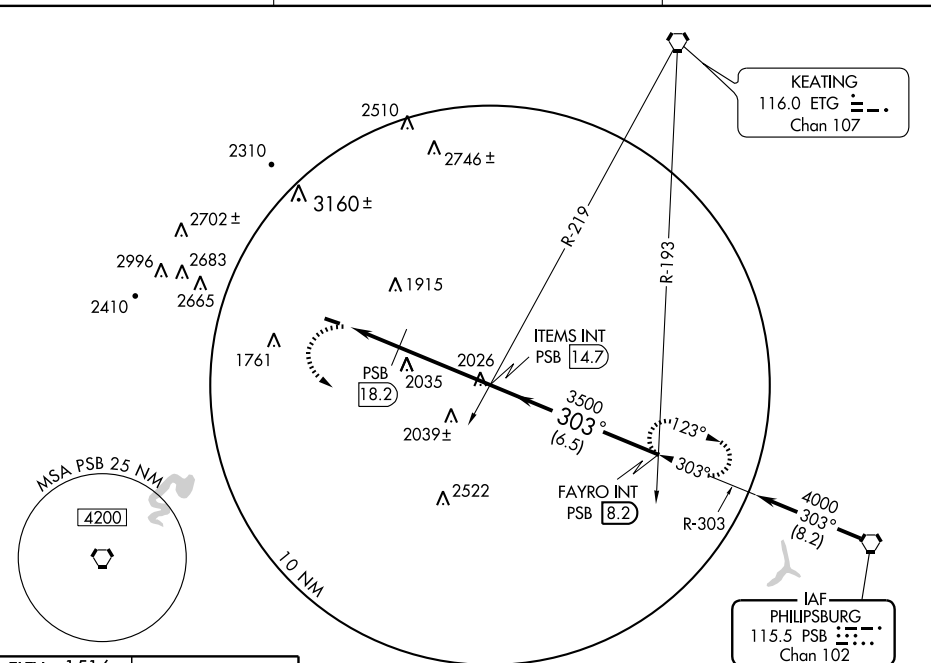 KEATING
116.0 ETG
Chan 107
2510
2746 ±
2310
3160 ±
2702 ±
2996
2683
2665
2410
R-219
R-193
1915
1761
ITEMS INT
PSB 14.7
2026
PSB
18.2
2035
2039 ±
3500
303°
(6.5)
123°
303°
FAYRO INT
PSB 8.2
2522
R-303
4000
303°
(8.2)
MSA PSB 25 NM
4200
10 NM
IAF
PHILIPSBURG
115.5 PSB
Chan 102